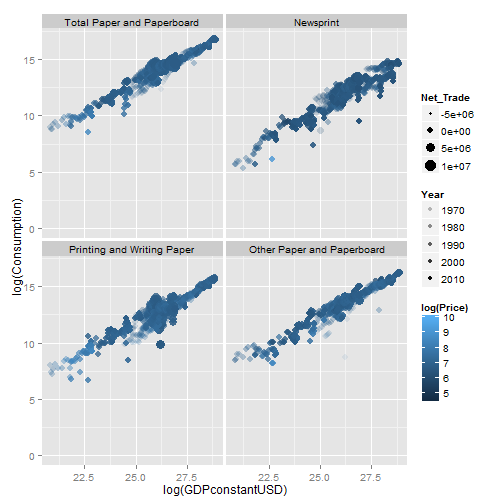 Total Paper and Paperboard
Newsprint
15
10
5
0
Printing and Writing Paper
Other Paper and Paperboard
15
10
5
0
22.5
25.0
27.5
22.5
25.0
27.5
log(GDPconstantUSD)
log(Consumption)
Net_Trade
-5e+06
0e+00
5e+06
1e+07
Year
1970
1980
1990
2000
2010
log(Price)
10
9
8
7
6
5